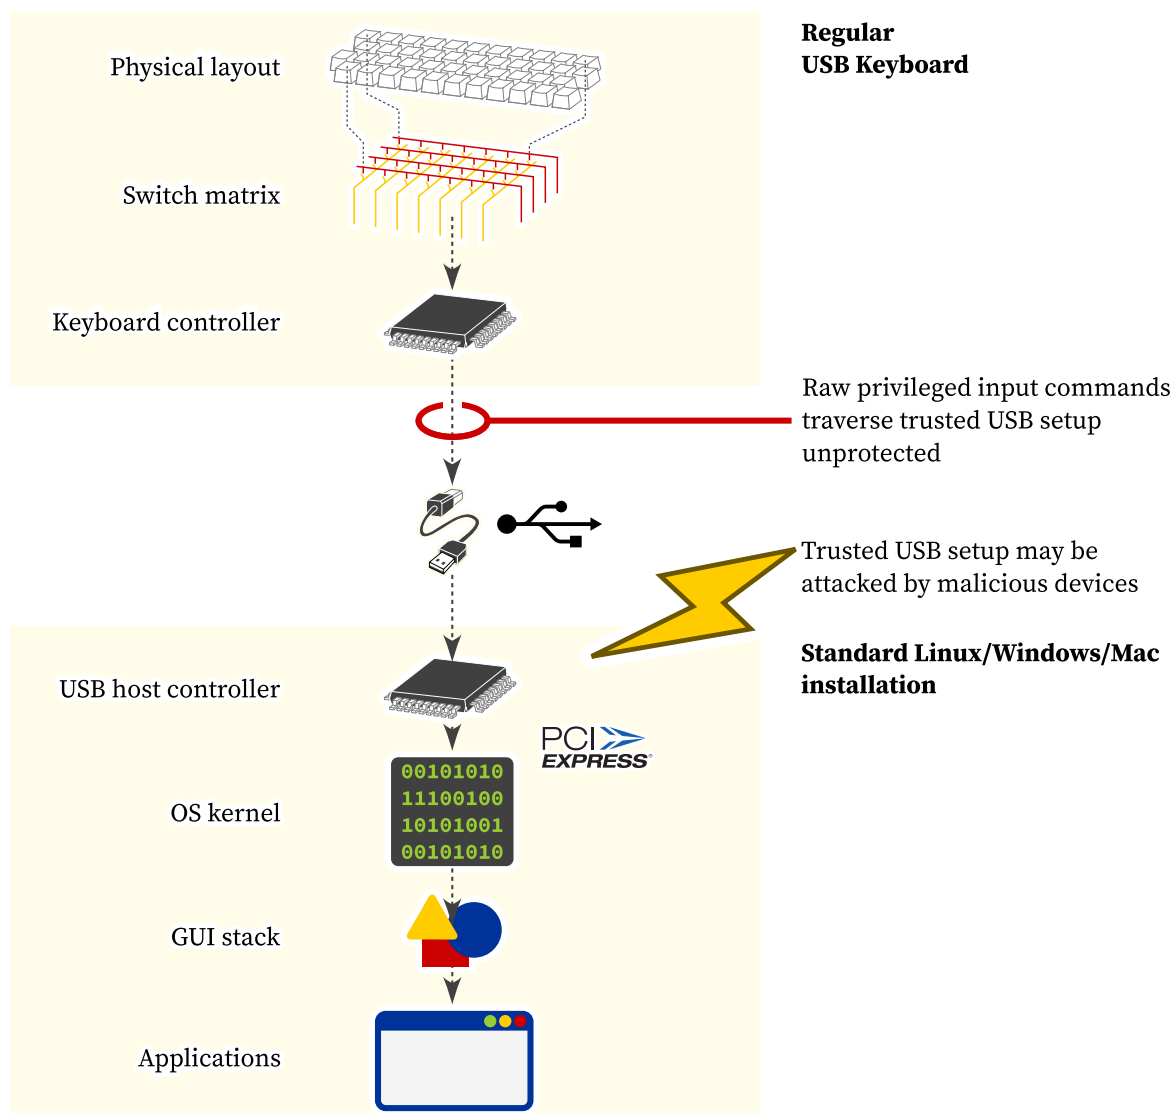 Regular
USB Keyboard
Physical layout
Switch matrix
Keyboard controller
Raw privileged input commands
traverse trusted USB setup
unprotected
Trusted USB setup may be
attacked by malicious devices
Standard Linux/Windows/Mac
installation
USB host controller
PCI
EXPRESS®
00101010
11100100
10101001
00101010
OS kernel
GUI stack
Applications